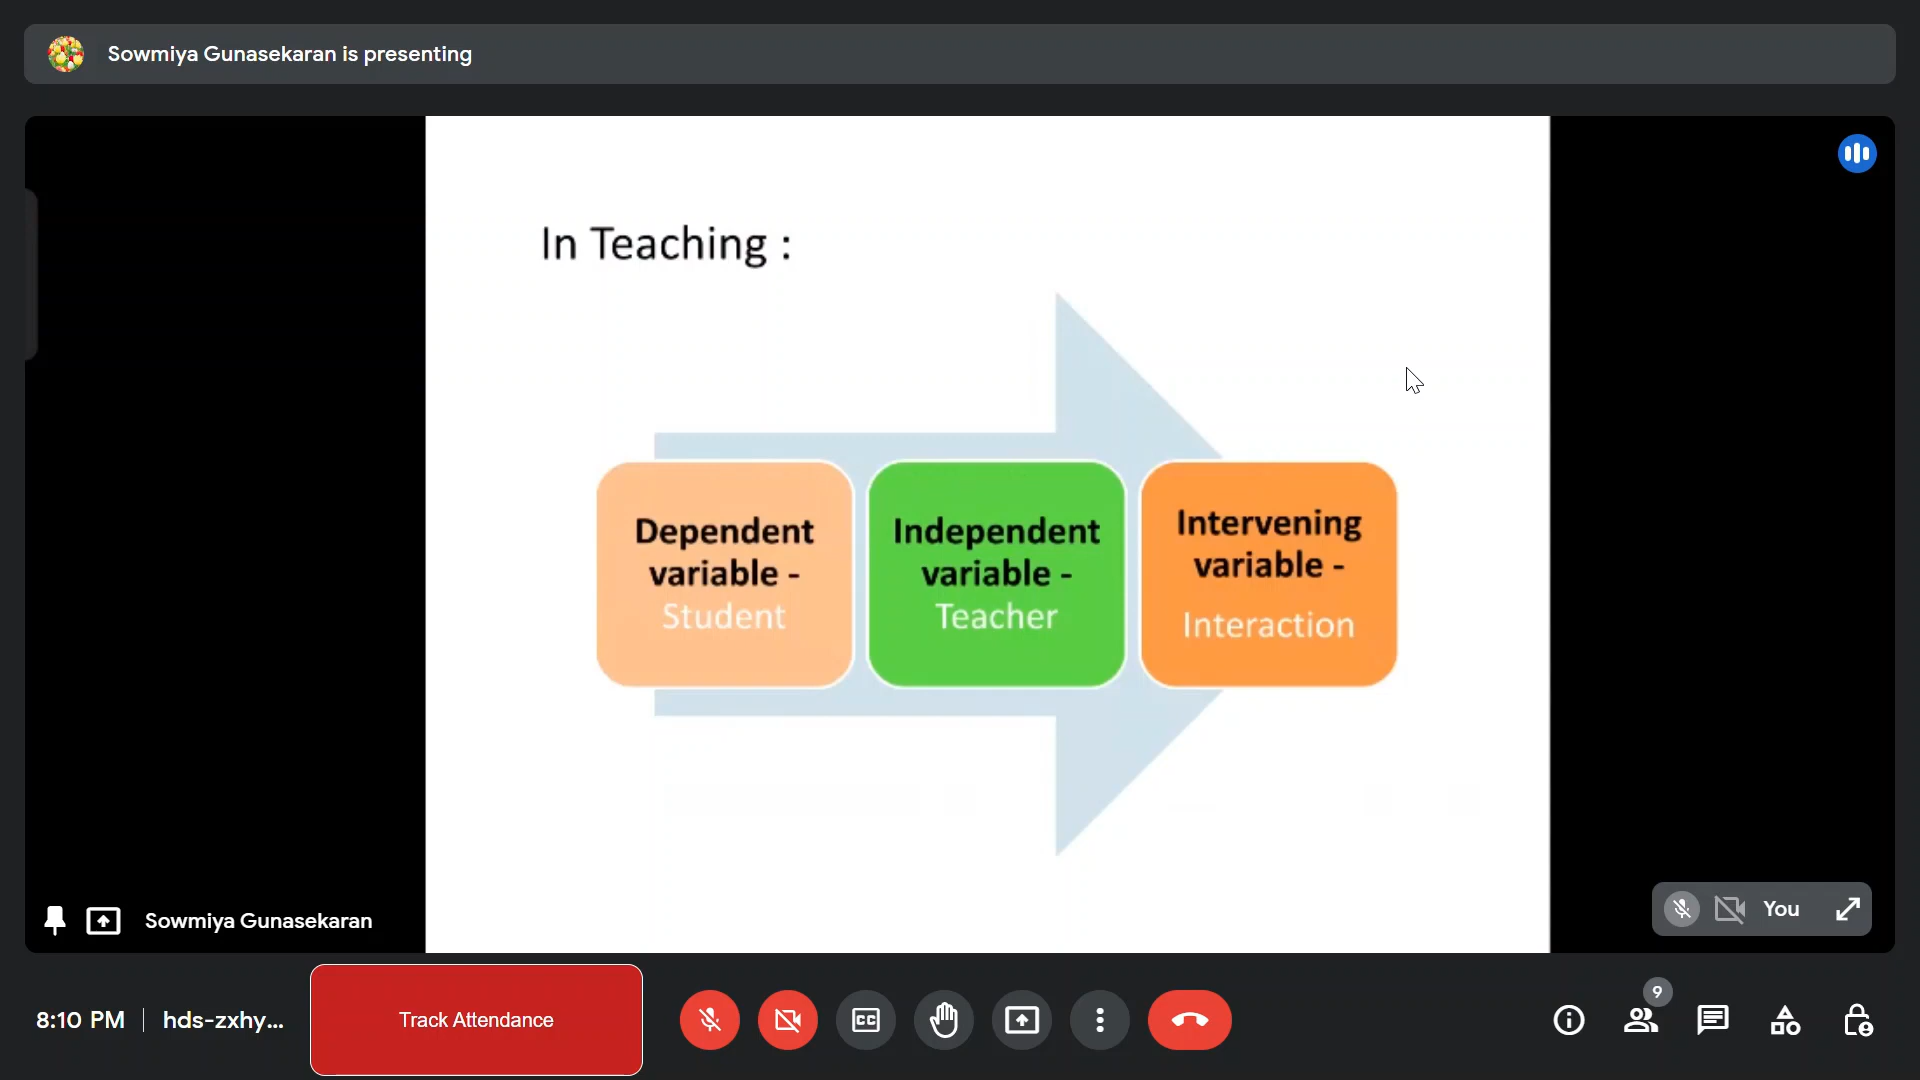 Sowmiya Gunasekaran is presenting
In Teaching :
Dependent
variable -
Student
Independent
variable -
Teacher
Intervening
variable -
Interaction
Sowmiya Gunasekaran
You
8:10 PM
hds-zxhy...
Track Attendance
CC
9